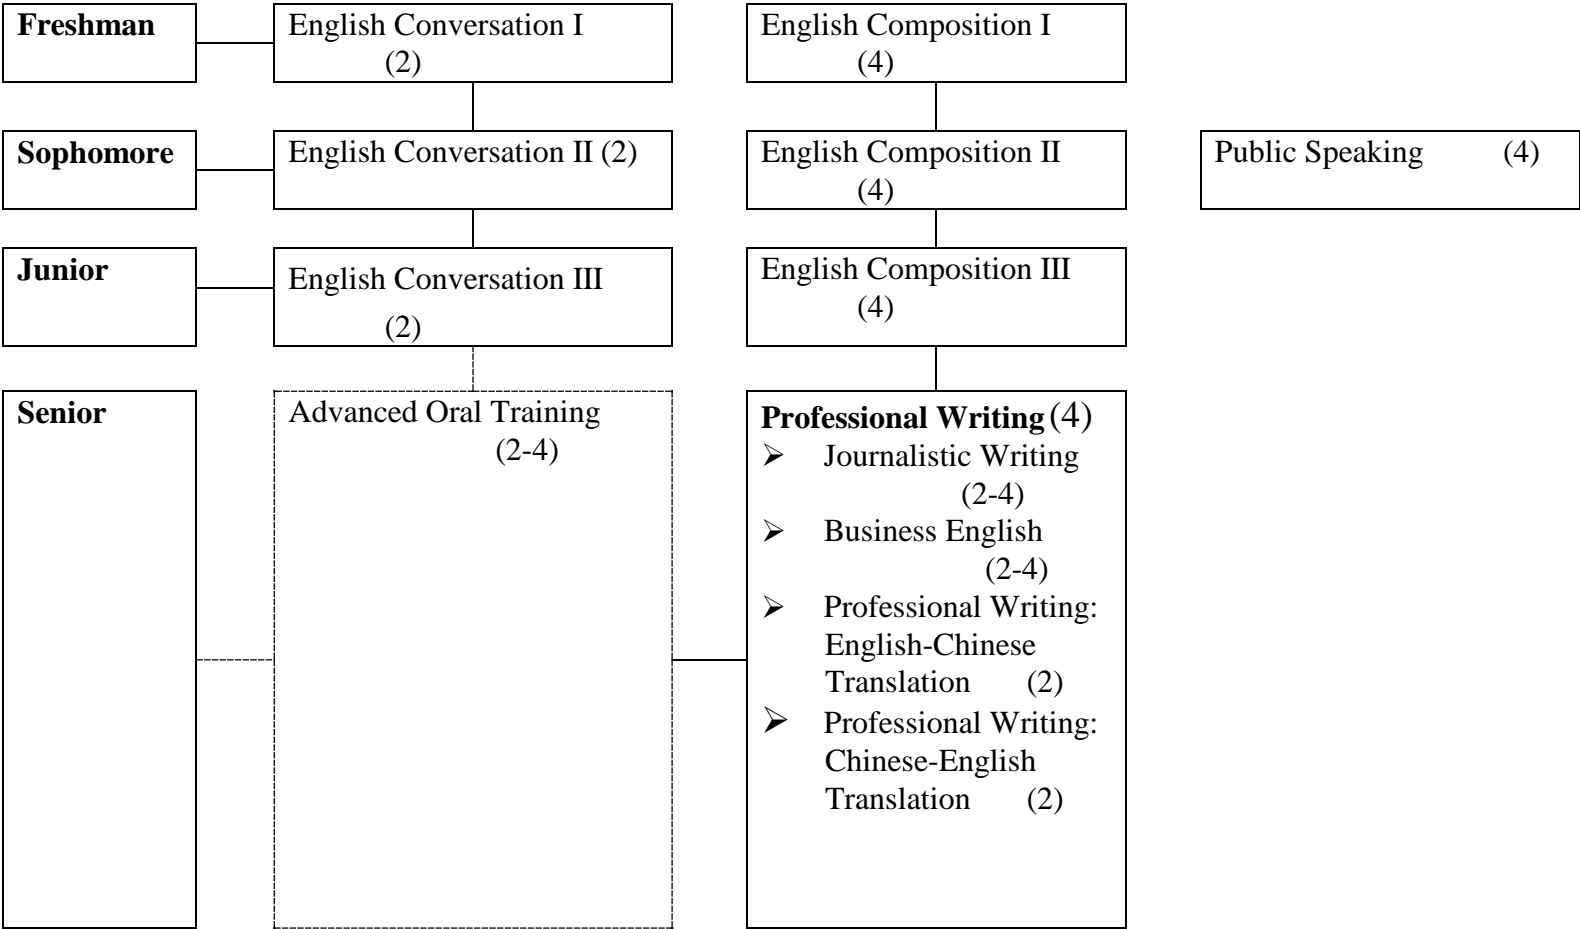 Freshman
English Conversation I
(2)
English Composition I
(4)
Sophomore
English Conversation II (2)
English Composition II
(4)
Public Speaking (4)
Junior
English Conversation III
(2)
English Composition III
(4)
Senior
Advanced Oral Training
(2-4)
Professional Writing (4)
➢ Journalistic Writing
(2-4)
➢ Business English
(2-4)
➢ Professional Writing:
English-Chinese
Translation (2)
➢ Professional Writing:
Chinese-English
Translation (2)